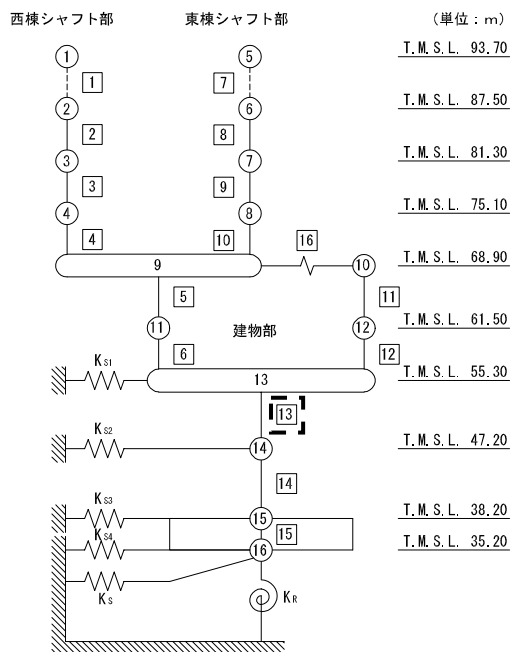 西棟シャフト部 東棟シャフト部 (単位：m)
1 5 T.M.S.L. 93.70
1 7
2 6 T.M.S.L. 87.50
2 8
3 7 T.M.S.L. 81.30
3 9
4 8 T.M.S.L. 75.10
4 10 16
9 10 T.M.S.L. 68.90
5 11
11 建物部 12 T.M.S.L. 61.50
6 12
KS1 13 T.M.S.L. 55.30
13
KS2 14 T.M.S.L. 47.20
14
KS3 15 T.M.S.L. 38.20
KS4 15
16 T.M.S.L. 35.20
KS KR